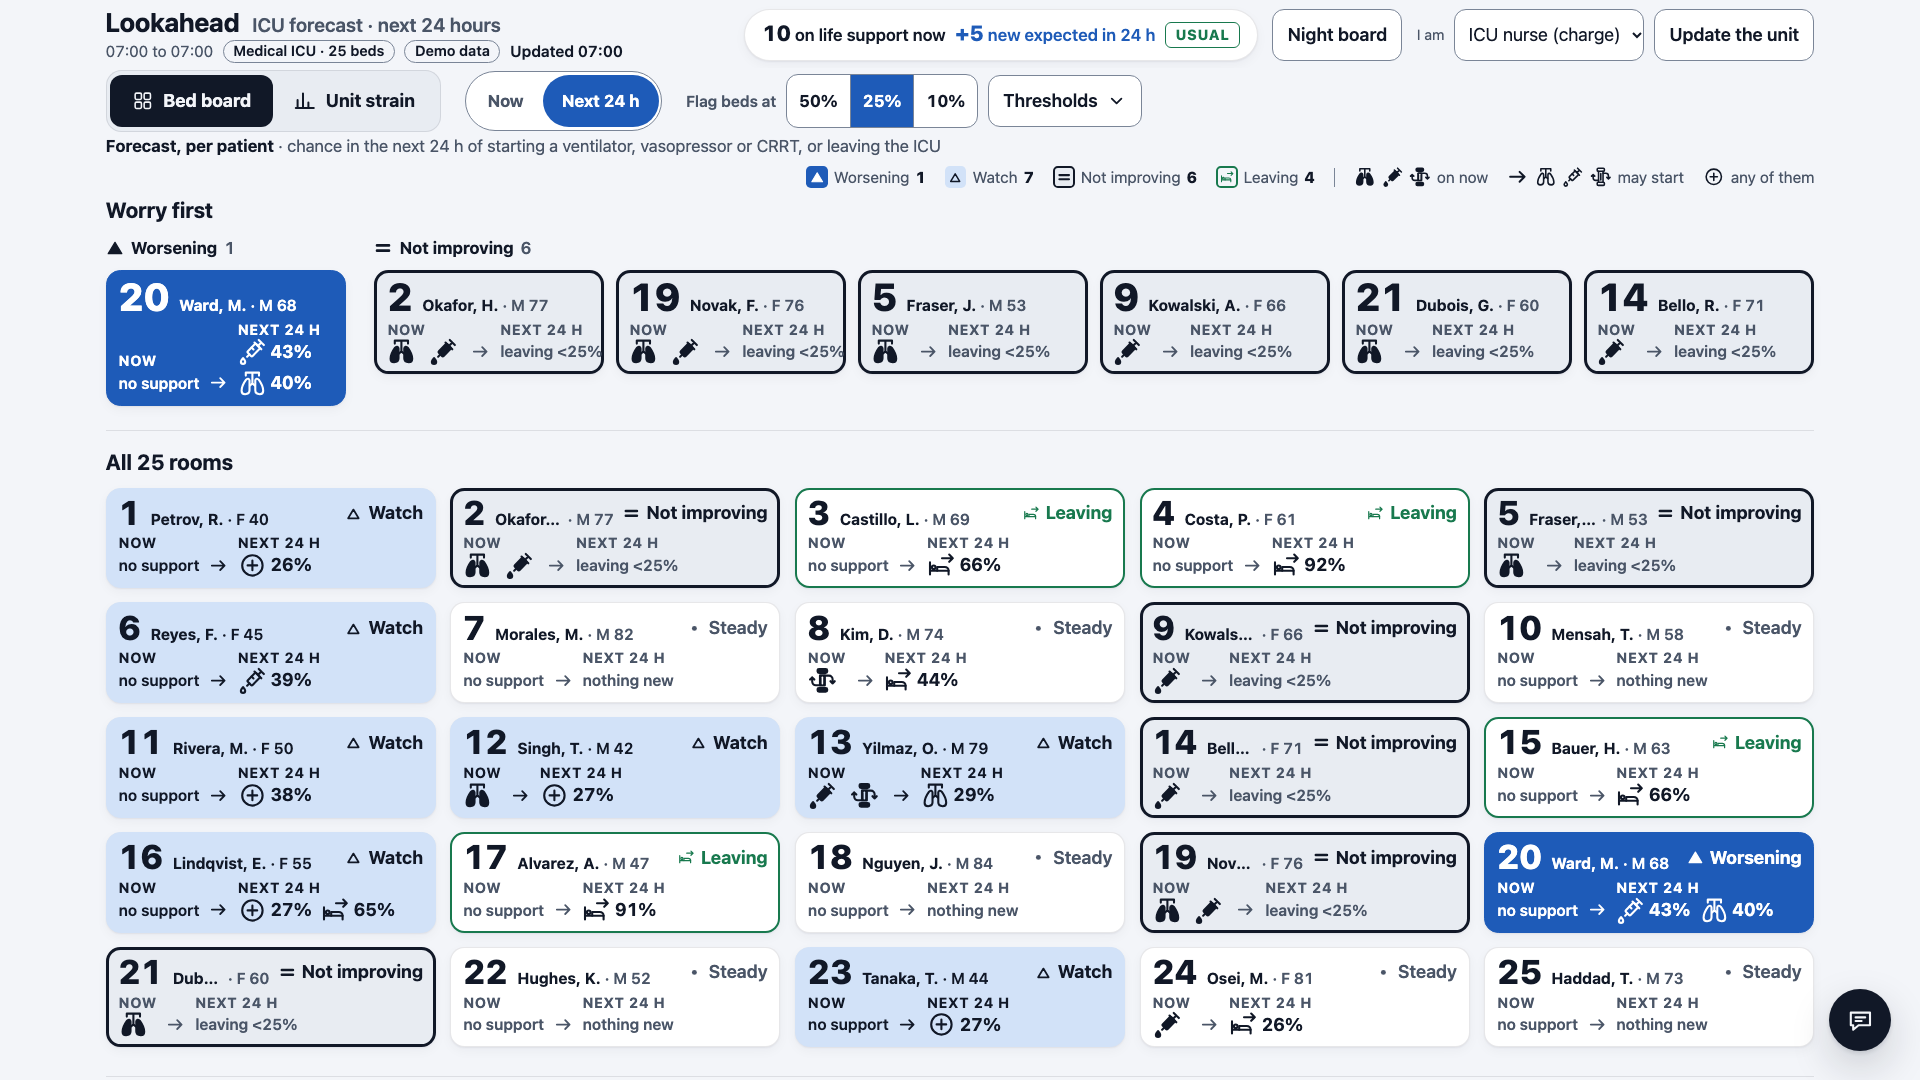 Lookahead ICU forecast · next 24 hours
07:00 to 07:00 Medical ICU · 25 beds Demo data Updated 07:00
10 on life support now +5 new expected in 24 h USUAL
Night board
I am ICU nurse (charge)
Update the unit
Bed board Unit strain
Now Next 24 h
Flag beds at 50% 25% 10% Thresholds
Forecast, per patient · chance in the next 24 h of starting a ventilator, vasopressor or CRRT, or leaving the ICU
Worsening 1 Watch 7 Not improving 6 Leaving 4 on now → may start any of them
Worry first
Worsening 1
20 Ward, M. · M 68
NEXT 24 H
43%
NOW
no support → 40%
= Not improving 6
2 Okafor, H. · M 77
NOW NEXT 24 H
→ leaving <25%
19 Novak, F. · F 76
NOW NEXT 24 H
→ leaving <25%
5 Fraser, J. · M 53
NOW NEXT 24 H
→ leaving <25%
9 Kowalski, A. · F 66
NOW NEXT 24 H
→ leaving <25%
21 Dubois, G. · F 60
NOW NEXT 24 H
→ leaving <25%
14 Bello, R. · F 71
NOW NEXT 24 H
→ leaving <25%
All 25 rooms
1 Petrov, R. · F 40 Watch
NOW NEXT 24 H
no support → 26%
2 Okafor... · M 77 = Not improving
NOW NEXT 24 H
→ leaving <25%
3 Castillo, L. · M 69 Leaving
NOW NEXT 24 H
no support → 66%
4 Costa, P. · F 61 Leaving
NOW NEXT 24 H
no support → 92%
5 Fraser,... · M 53 = Not improving
NOW NEXT 24 H
→ leaving <25%
6 Reyes, F. · F 45 Watch
NOW NEXT 24 H
no support → 39%
7 Morales, M. · M 82 • Steady
NOW NEXT 24 H
no support → nothing new
8 Kim, D. · M 74 • Steady
NOW NEXT 24 H
→ 44%
9 Kowals... · F 66 = Not improving
NOW NEXT 24 H
→ leaving <25%
10 Mensah, T. · M 58 • Steady
NOW NEXT 24 H
no support → nothing new
11 Rivera, M. · F 50 Watch
NOW NEXT 24 H
no support → 38%
12 Singh, T. · M 42 Watch
NOW NEXT 24 H
→ 27%
13 Yilmaz, O. · M 79 Watch
NOW NEXT 24 H
→ 29%
14 Bell... · F 71 = Not improving
NOW NEXT 24 H
→ leaving <25%
15 Bauer, H. · M 63 Leaving
NOW NEXT 24 H
no support → 66%
16 Lindqvist, E. · F 55 Watch
NOW NEXT 24 H
no support → 27% 65%
17 Alvarez, A. · M 47 Leaving
NOW NEXT 24 H
no support → 91%
18 Nguyen, J. · M 84 • Steady
NOW NEXT 24 H
no support → nothing new
19 Nov... · F 76 = Not improving
NOW NEXT 24 H
→ leaving <25%
20 Ward, M. · M 68 Worsening
NOW NEXT 24 H
no support → 43% 40%
21 Dub... · F 60 = Not improving
NOW NEXT 24 H
→ leaving <25%
22 Hughes, K. · M 52 • Steady
NOW NEXT 24 H
no support → nothing new
23 Tanaka, T. · M 44 Watch
NOW NEXT 24 H
no support → 27%
24 Osei, M. · F 81 • Steady
NOW NEXT 24 H
→ 26%
25 Haddad, T. · M 73 • Steady
NOW NEXT 24 H
no support → nothing new